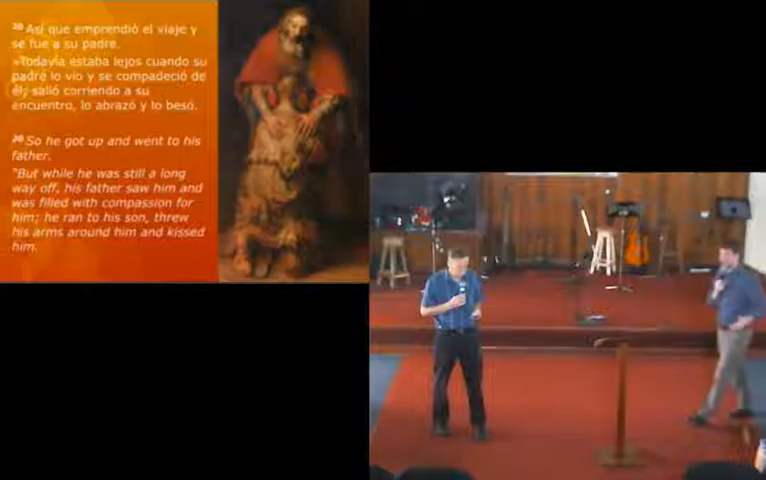 20 Así que emprendió el viaje y
se fue a su padre.
»Todavía estaba lejos cuando su
padre lo vio y se compadeció de
él; salió corriendo a su
encuentro, lo abrazó y lo besó.
20 So he got up and went to his
father.
"But while he was still a long
way off, his father saw him and
was filled with compassion for
him; he ran to his son, threw
his arms around him and kissed
him.